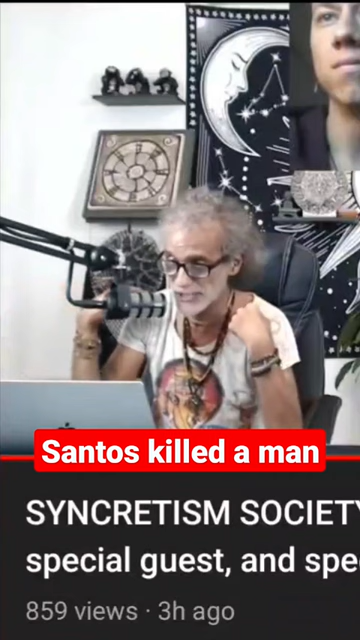 Santos killed a man
SYNCRETISM SOCIETY
special guest, and spe
859 views · 3h ago